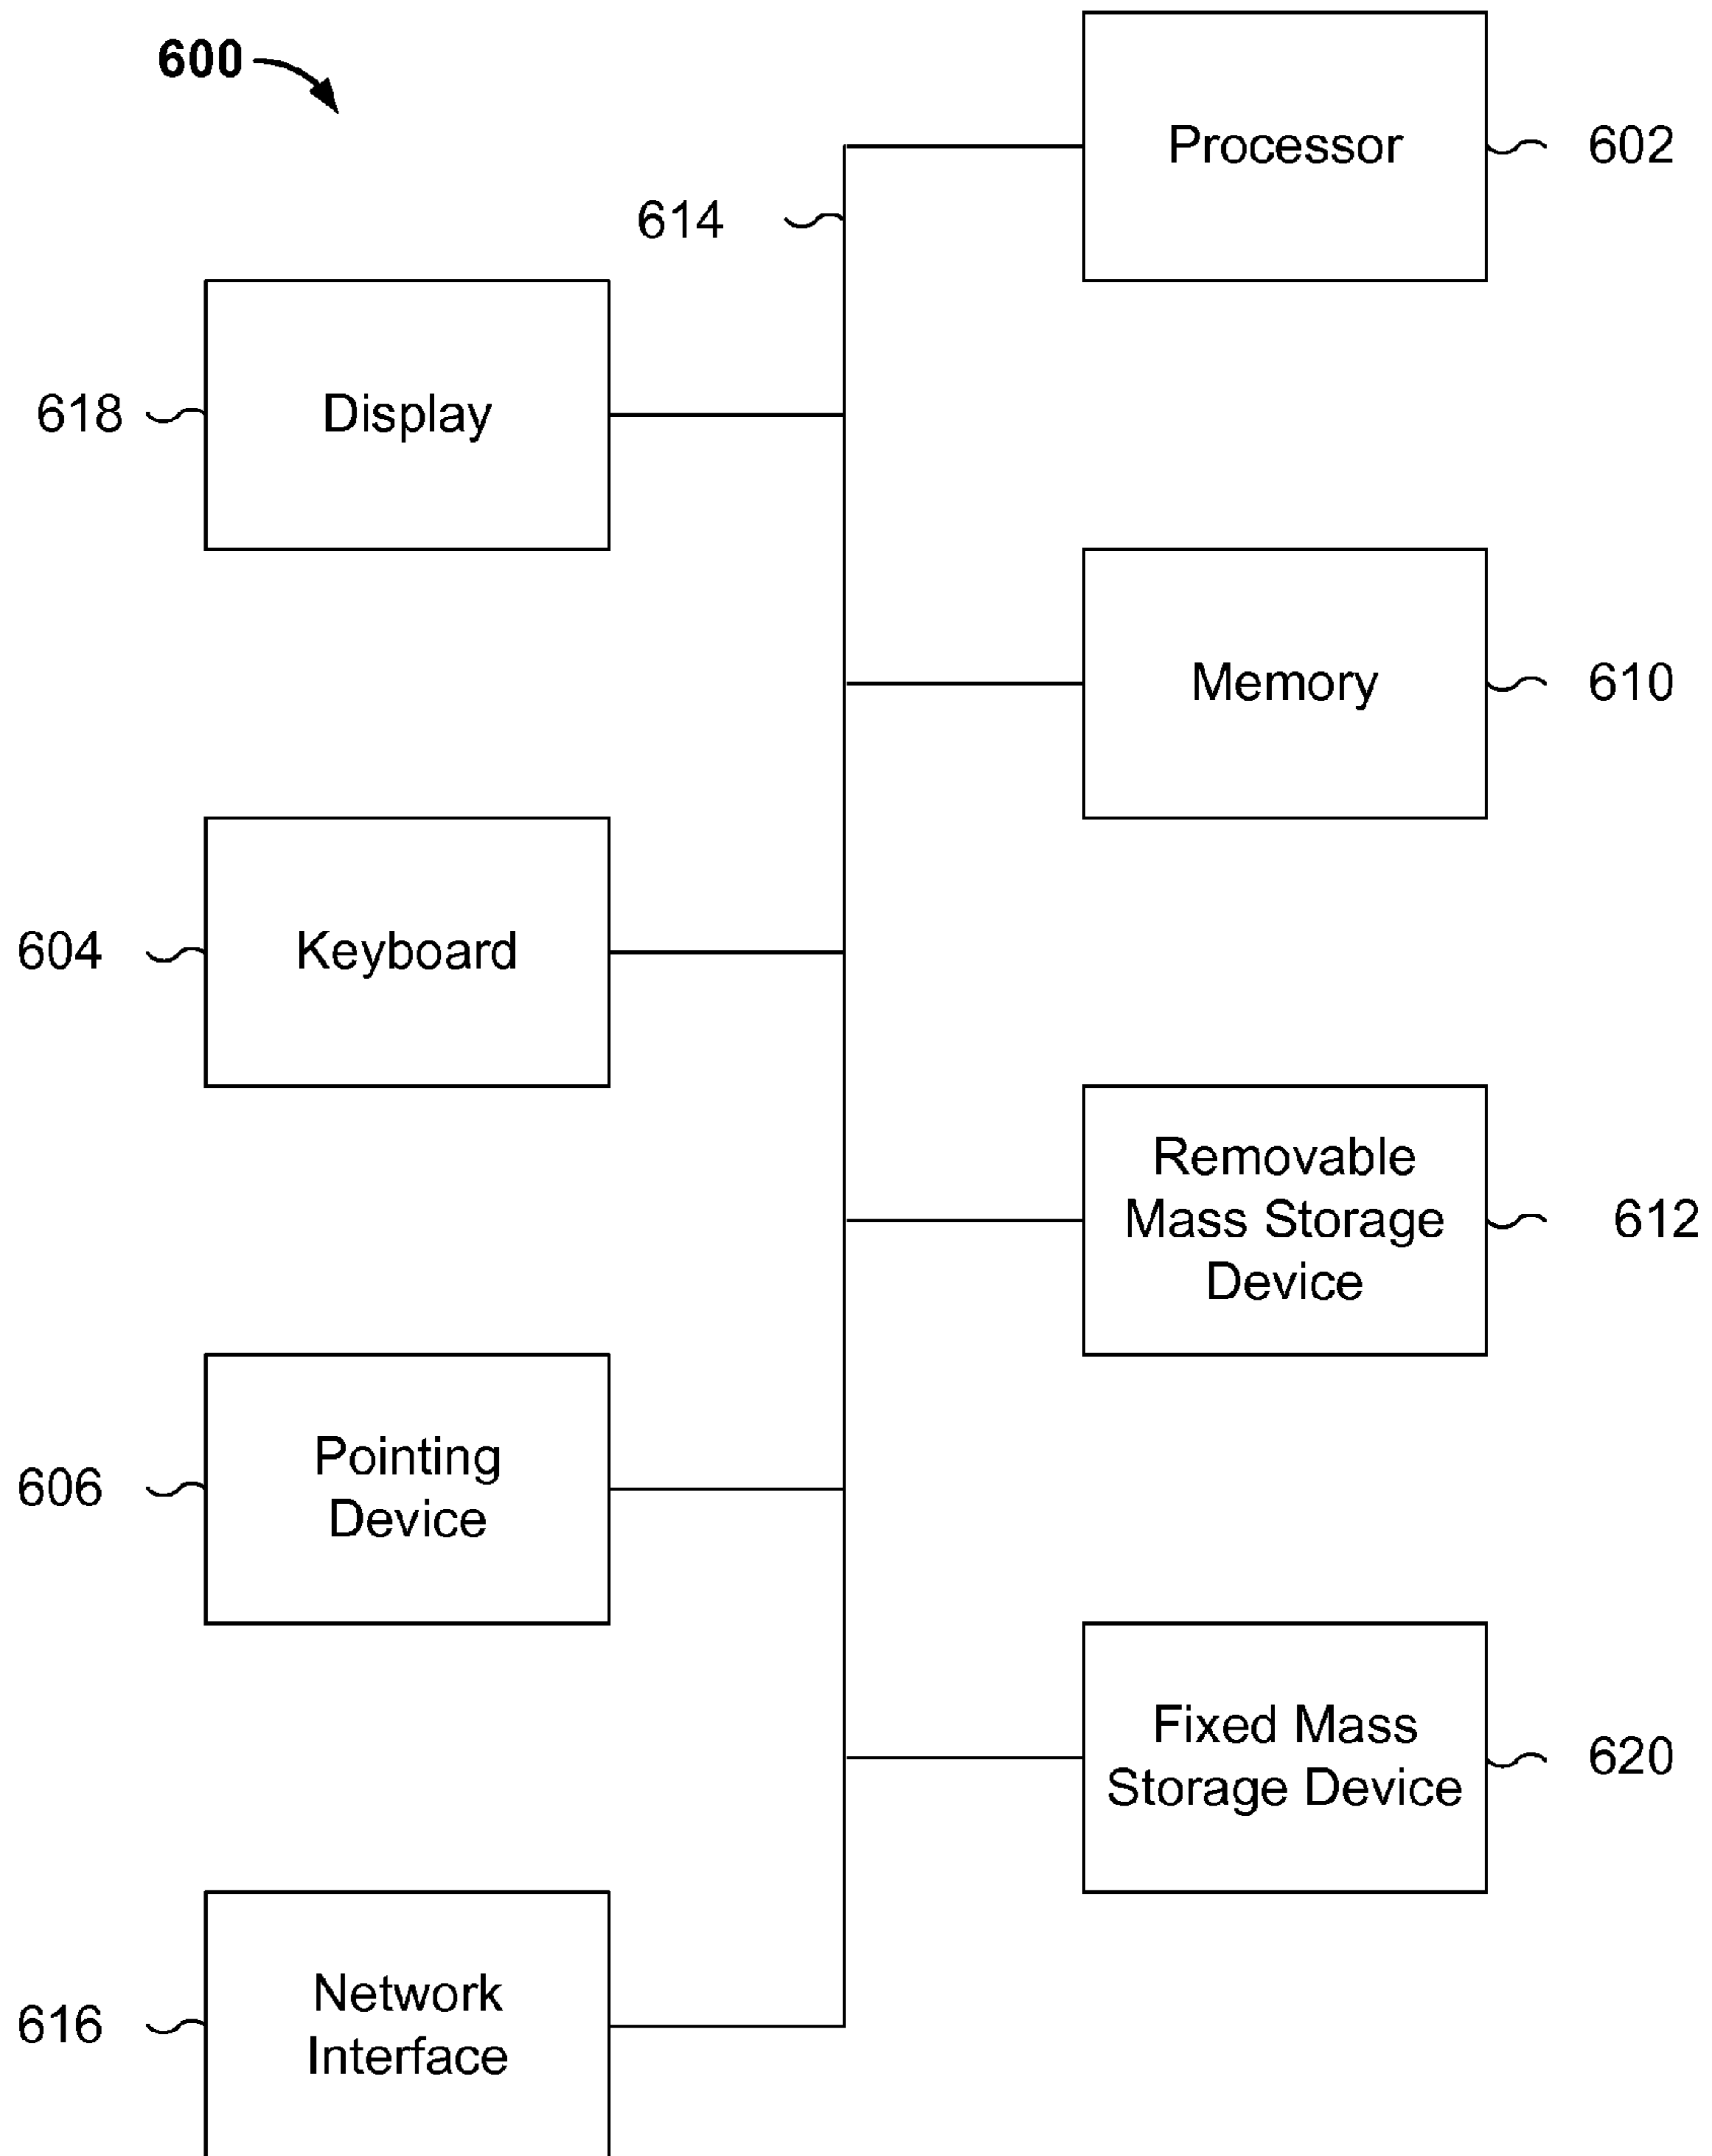 600
Processor
602
614
618
Display
Memory
610
604
Keyboard
Removable
Mass Storage
Device
612
606
Pointing
Device
Fixed Mass
Storage Device
620
616
Network
Interface